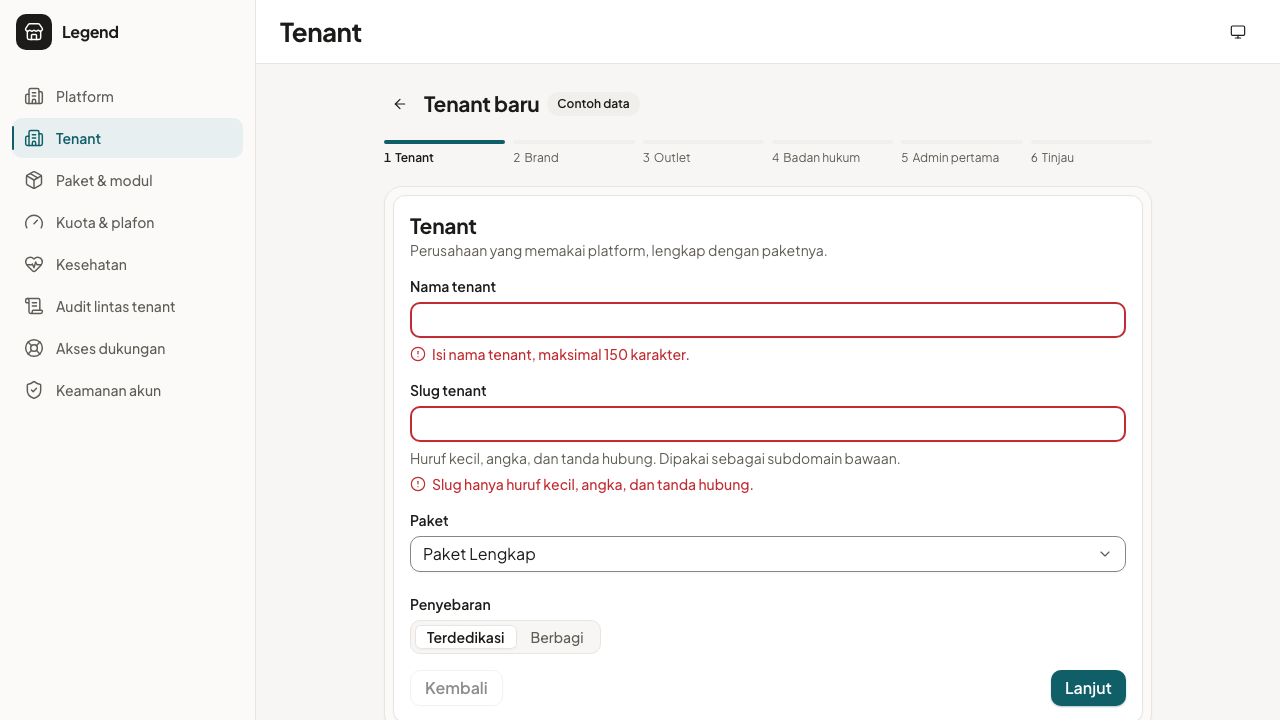 Legend
Platform
Tenant
Paket & modul
Kuota & plafon
Kesehatan
Audit lintas tenant
Akses dukungan
Keamanan akun
Tenant
Tenant baru
Contoh data
1 Tenant
2 Brand
3 Outlet
4 Badan hukum
5 Admin pertama
6 Tinjau
Tenant
Perusahaan yang memakai platform, lengkap dengan paketnya.
Nama tenant
Isi nama tenant, maksimal 150 karakter.
Slug tenant
Huruf kecil, angka, dan tanda hubung. Dipakai sebagai subdomain bawaan.
Slug hanya huruf kecil, angka, dan tanda hubung.
Paket
Paket Lengkap
Penyebaran
Terdedikasi
Berbagi
Kembali
Lanjut